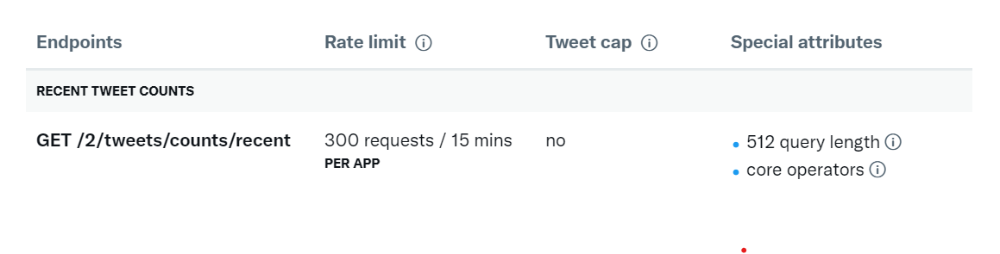 Endpoints Rate limit Tweet cap Special attributes
RECENT TWEET COUNTS
GET /2/tweets/counts/recent 300 requests / 15 mins no • 512 query length
PER APP • core operators